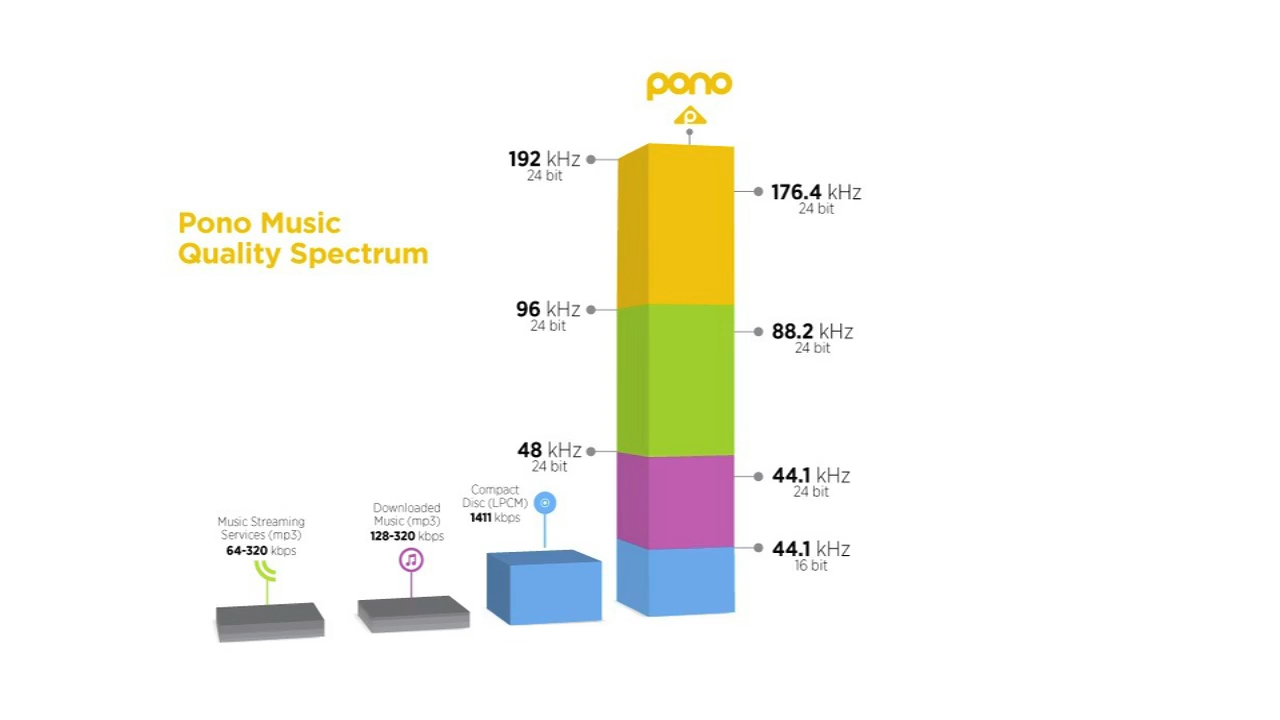 pono
p
192 kHz
24 bit
176.4 kHz
24 bit
Pono Music
Quality Spectrum
96 kHz
24 bit
88.2 kHz
24 bit
48 kHz
24 bit
44.1 kHz
24 bit
Compact
Disc (LPCM)
1411 kbps
Downloaded
Music (mp3)
128-320 kbps
Music Streaming
Services (mp3)
64-320 kbps
44.1 kHz
16 bit